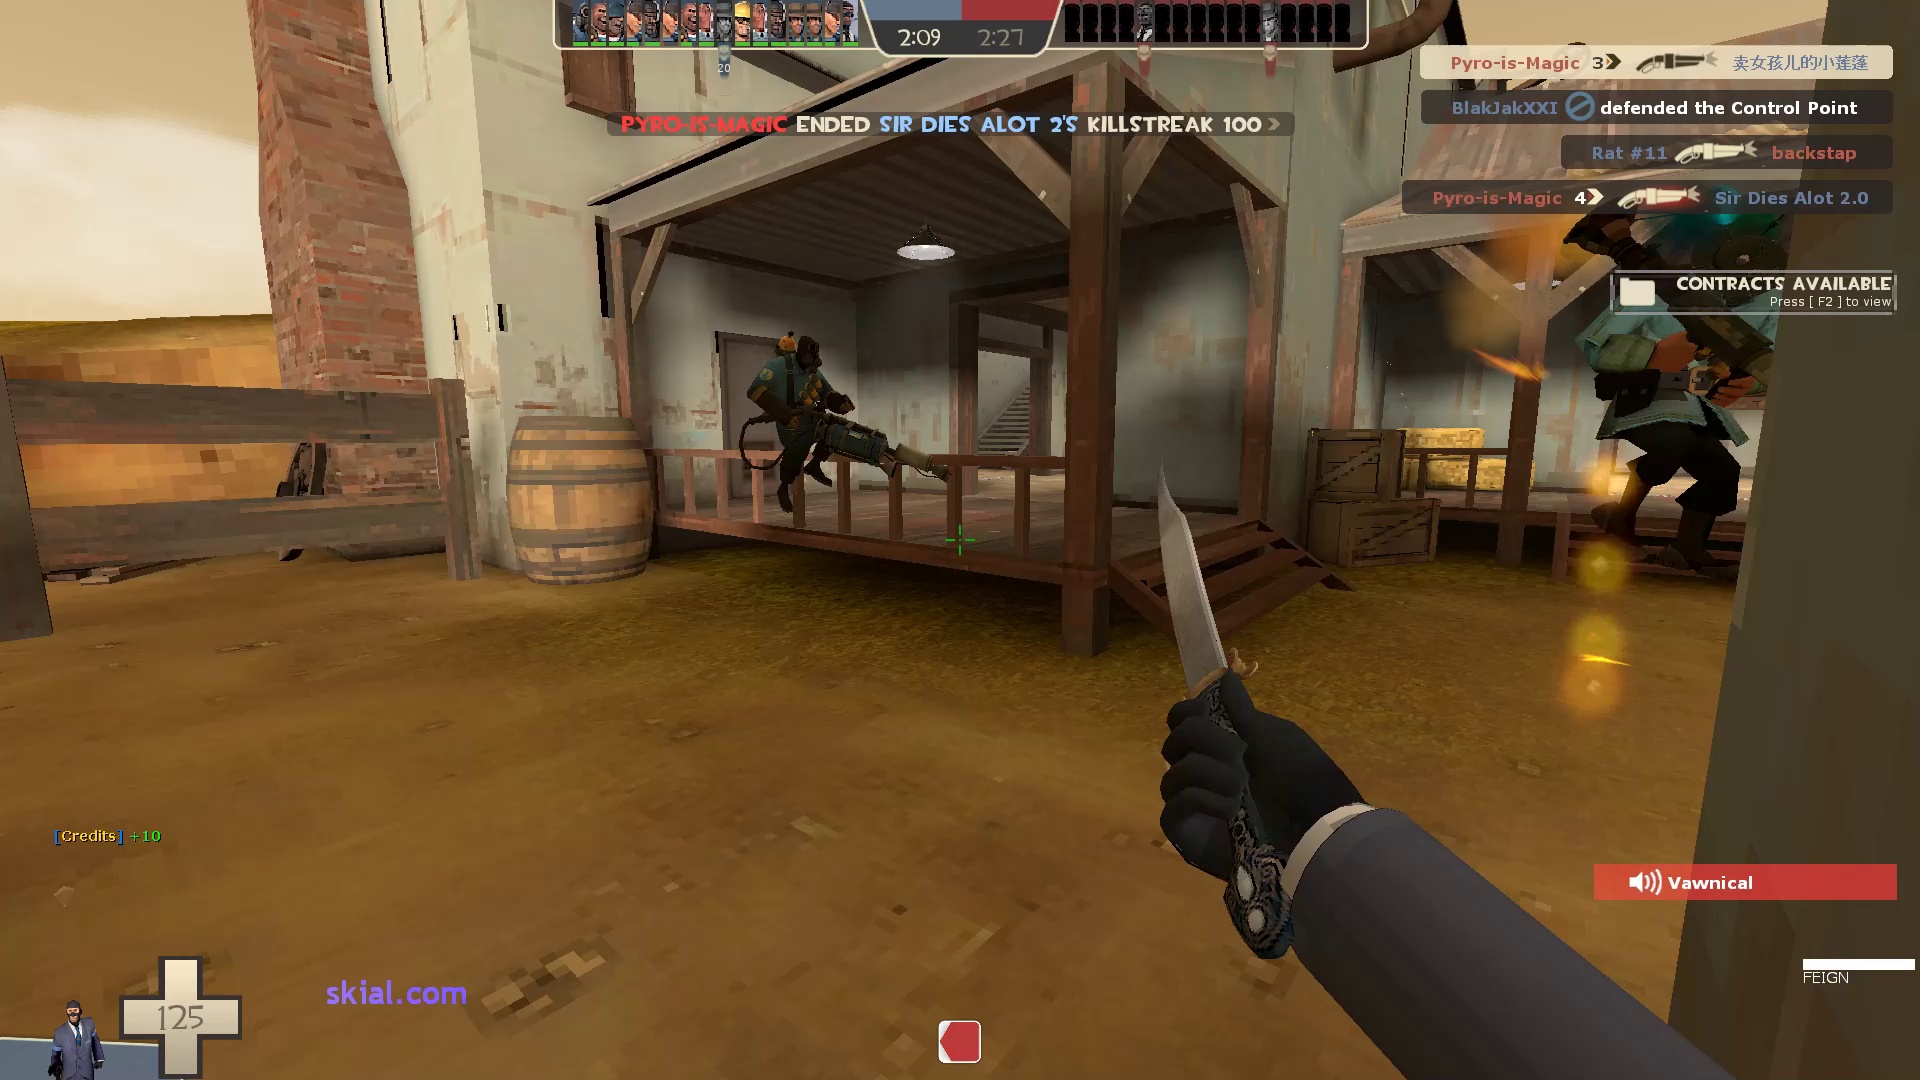 2:09 2:27
20
PYRO-IS-MAGIC ENDED SIR DIES ALOT 2'S KILLSTREAK 100
Pyro-is-Magic 3 卖女孩儿的小莲蓬
BlakJakXXI defended the Control Point
Rat #11 backstap
Pyro-is-Magic 4 Sir Dies Alot 2.0
CONTRACTS AVAILABLE
Press [ F2 ] to view
[Credits] +10
Vawnical
FEIGN
skial.com
125